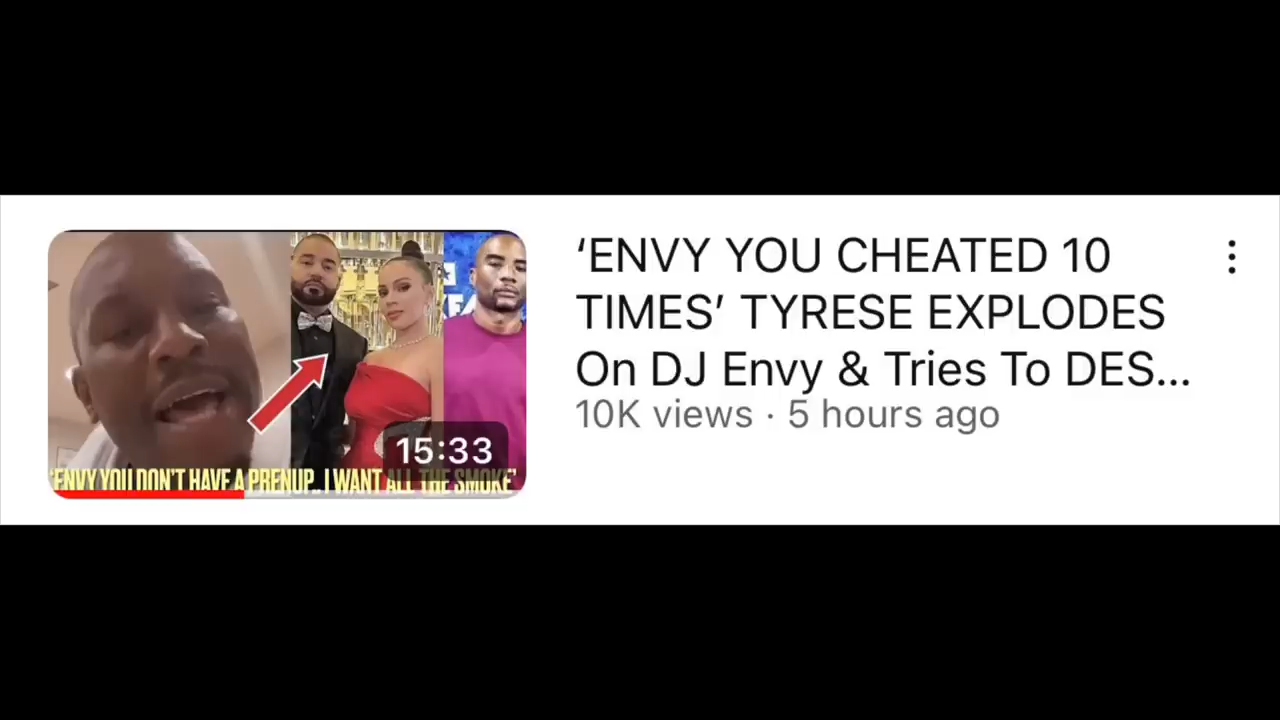 ‘ENVY YOU CHEATED 10
TIMES’ TYRESE EXPLODES
On DJ Envy & Tries To DES...
10K views · 5 hours ago
15:33
‘ENVY YOU DON’T HAVE A PRENUP.. I WANT ALL THE SMOKE’